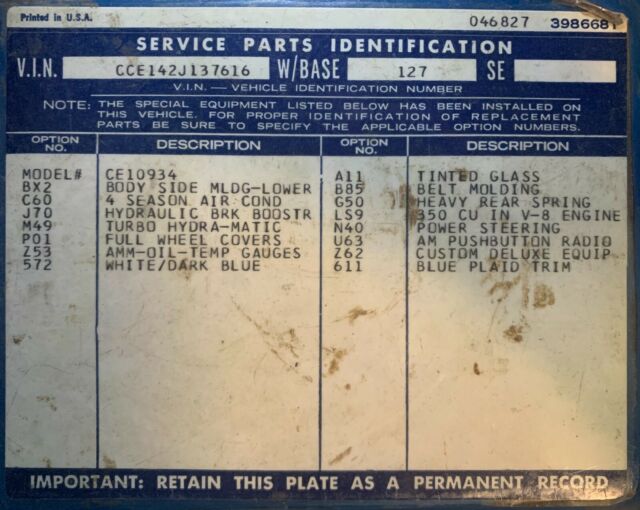 Printed in U.S.A. 046827 3986681
SERVICE PARTS IDENTIFICATION
V.I.N. CCE142J137616 W/BASE 127 SE
V.I.N. — VEHICLE IDENTIFICATION NUMBER
NOTE: THE SPECIAL EQUIPMENT LISTED BELOW HAS BEEN INSTALLED ON
THIS VEHICLE. FOR PROPER IDENTIFICATION OF REPLACEMENT
PARTS BE SURE TO SPECIFY THE APPLICABLE OPTION NUMBERS.
OPTION NO. DESCRIPTION OPTION NO. DESCRIPTION
MODEL# CE10934 A11 TINTED GLASS
BX2 BODY SIDE MLDG-LOWER B85 BELT MOLDING
C60 4 SEASON AIR COND G50 HEAVY REAR SPRING
J70 HYDRAULIC BRK BOOSTR LS9 350 CU IN V-8 ENGINE
M49 TURBO HYDRA-MATIC N40 POWER STEERING
P01 FULL WHEEL COVERS U63 AM PUSHBUTTON RADIO
Z53 AMM-OIL-TEMP GAUGES Z62 CUSTOM DELUXE EQUIP
572 WHITE/DARK BLUE 611 BLUE PLAID TRIM
IMPORTANT: RETAIN THIS PLATE AS A PERMANENT RECORD